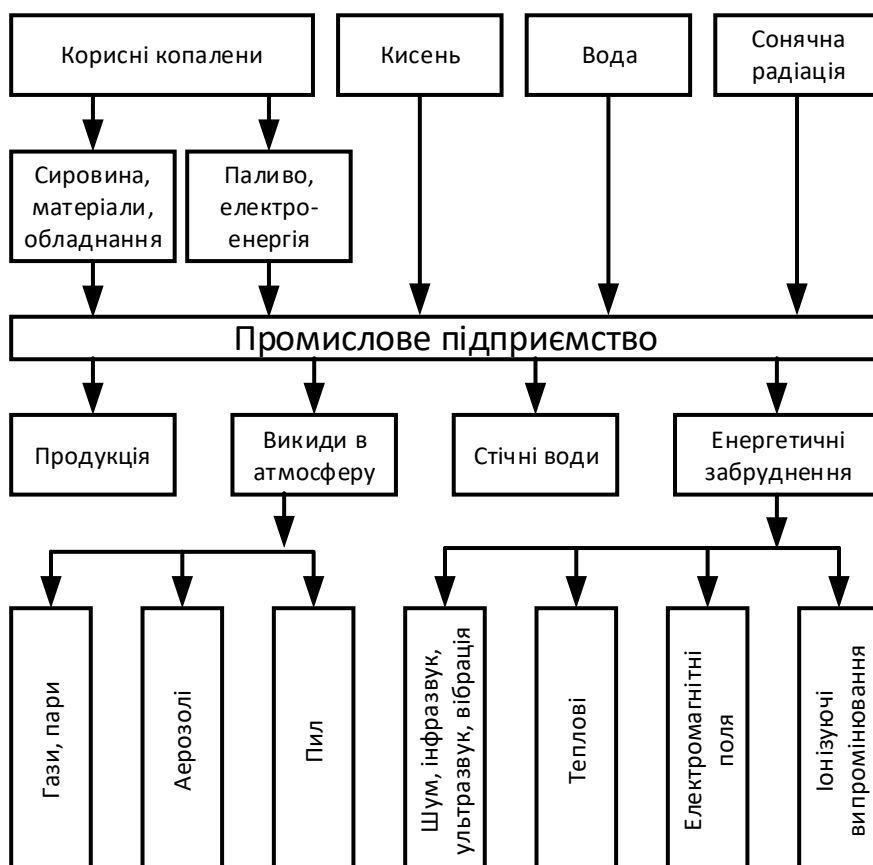 Корисні копалени
Кисень
Вода
Сонячна
радіація
Сировина,
матеріали,
обладнання
Паливо,
електро-
енергія
Промислове підприємство
Продукція
Викиди в
атмосферу
Стічні води
Енергетичні
забруднення
Гази, пари
Аерозолі
Пил
Шум, інфразвук,
ультразвук, вібрація
Теплові
Електромагнітні
поля
Іонізуючі
випромінювання